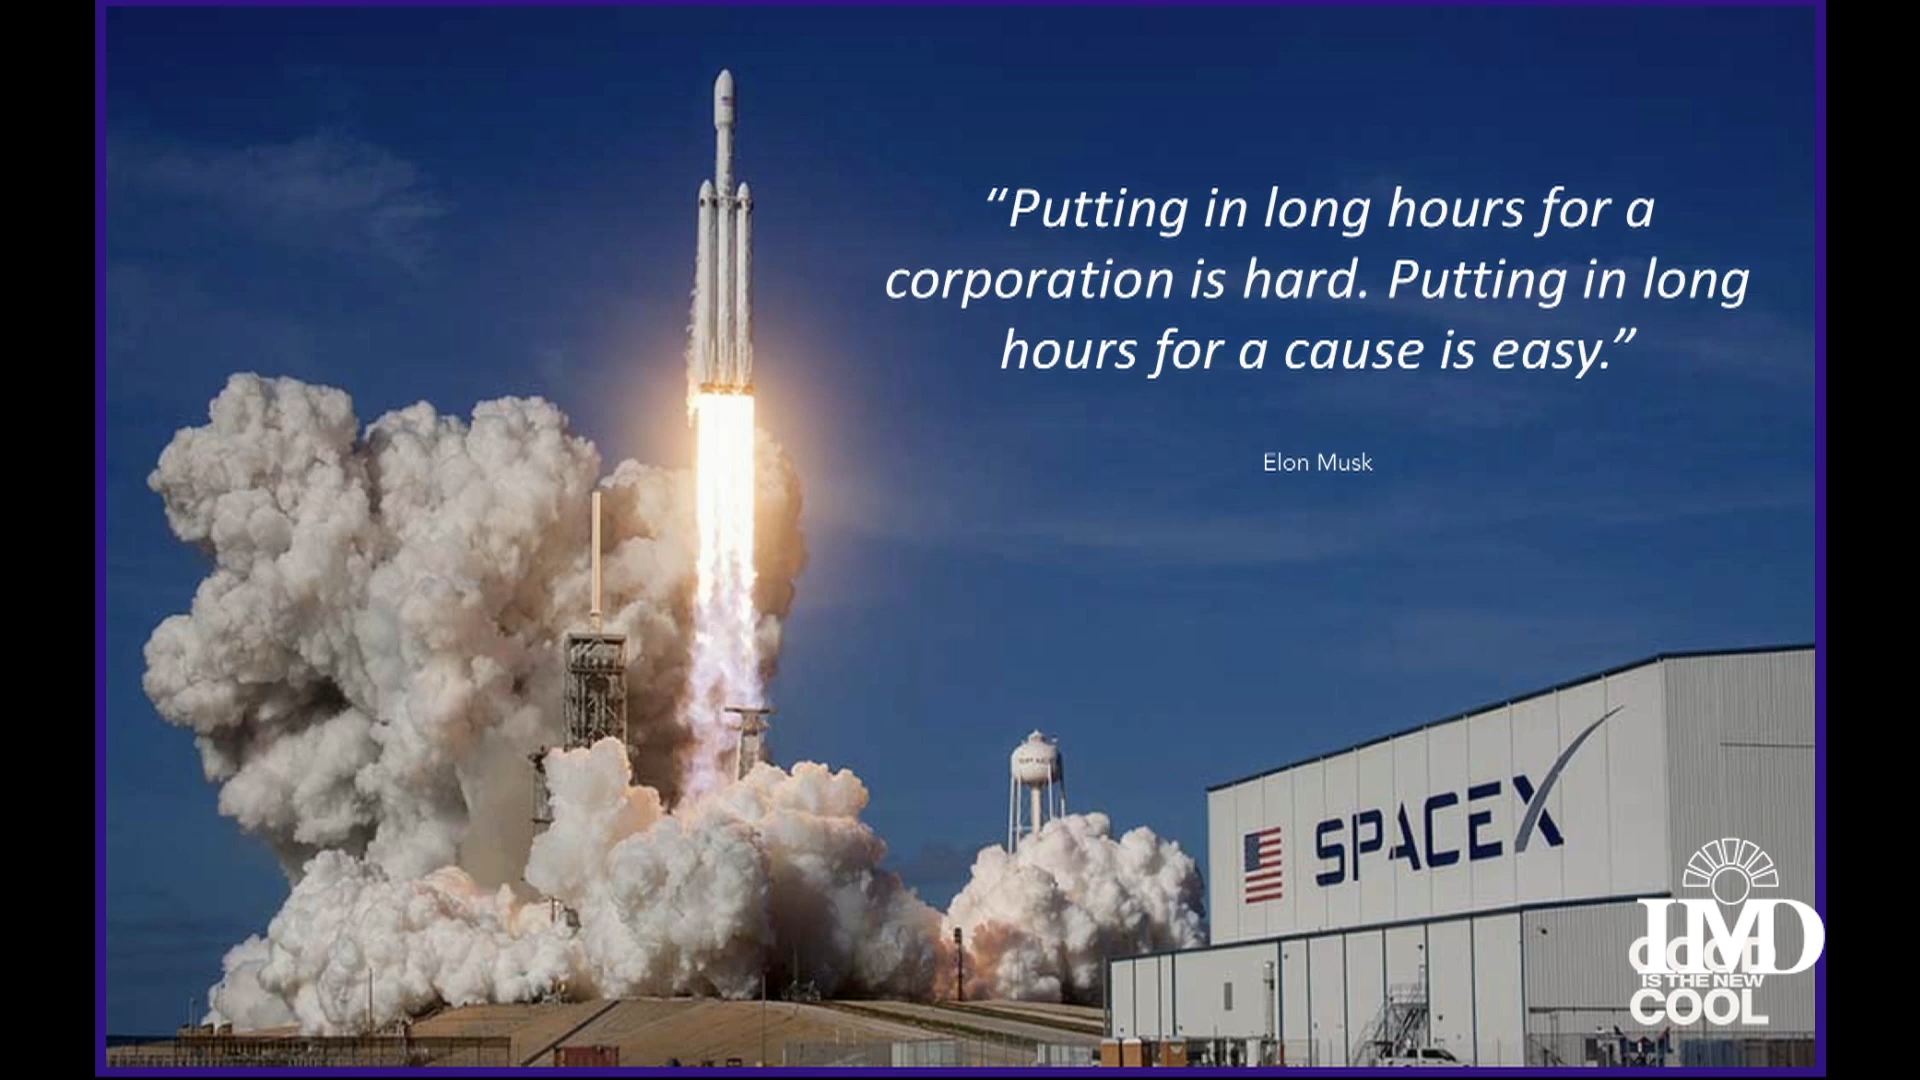 “Putting in long hours for a
corporation is hard. Putting in long
hours for a cause is easy.”
Elon Musk
SPACEX
IMD
GOOD
IS THE NEW
COOL